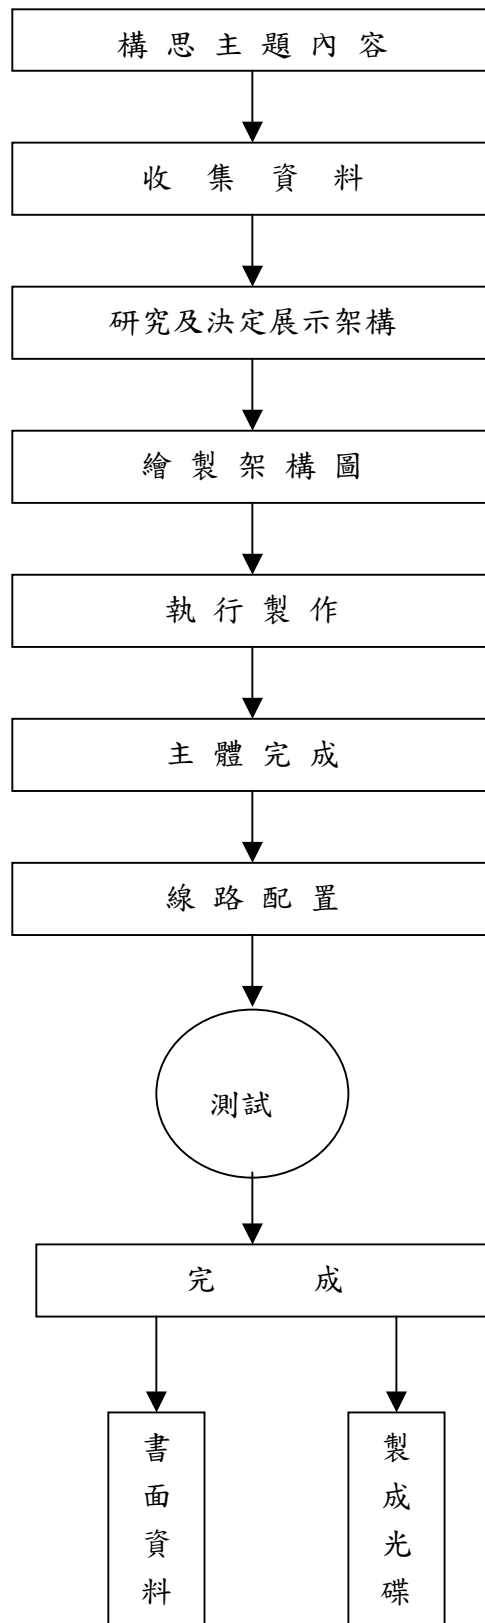 構思主題內容
收集資料
研究及決定展示架構
繪製架構圖
執行製作
主體完成
線路配置
測試
完成
書面資料
製成光碟